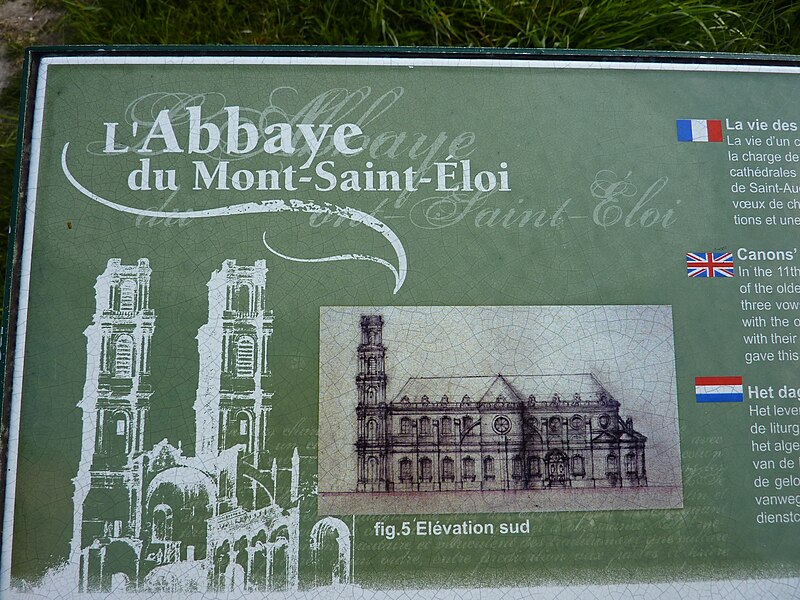 L'Abbaye
du Mont-Saint-Éloi
fig.5 Elévation sud
La vie des
La vie d'un c
la charge de
cathédrales
de Saint-Au
vœux de ch
tions et une
Canons'
In the 11th
of the olde
three vow
with the o
with their
gave this
Het dag
Het lever
de liturg
het alge
van de
de gelo
vanweg
dienstc